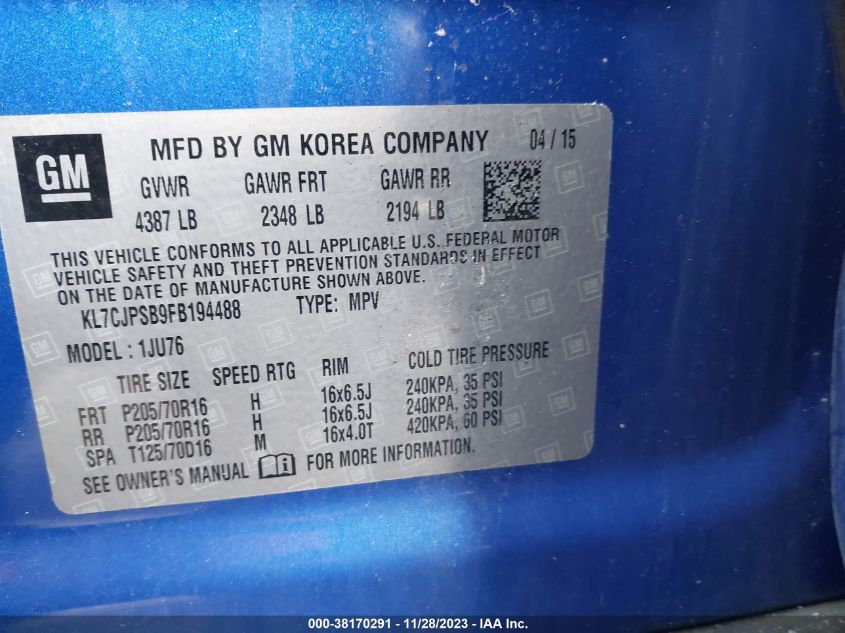 GM
MFD BY GM KOREA COMPANY 04 / 15
GVWR GAWR FRT GAWR RR
4387 LB 2348 LB 2194 LB
THIS VEHICLE CONFORMS TO ALL APPLICABLE U.S. FEDERAL MOTOR
VEHICLE SAFETY AND THEFT PREVENTION STANDARDS IN EFFECT
ON THE DATE OF MANUFACTURE SHOWN ABOVE.
KL7CJPSB9FB194488 TYPE: MPV
MODEL : 1JU76
TIRE SIZE SPEED RTG RIM COLD TIRE PRESSURE
FRT P205/70R16 H 16x6.5J 240KPA, 35 PSI
RR P205/70R16 H 16x6.5J 240KPA, 35 PSI
SPA T125/70D16 M 16x4.0T 420KPA, 60 PSI
SEE OWNER'S MANUAL FOR MORE INFORMATION.
000-38170291 - 11/28/2023 - IAA Inc.